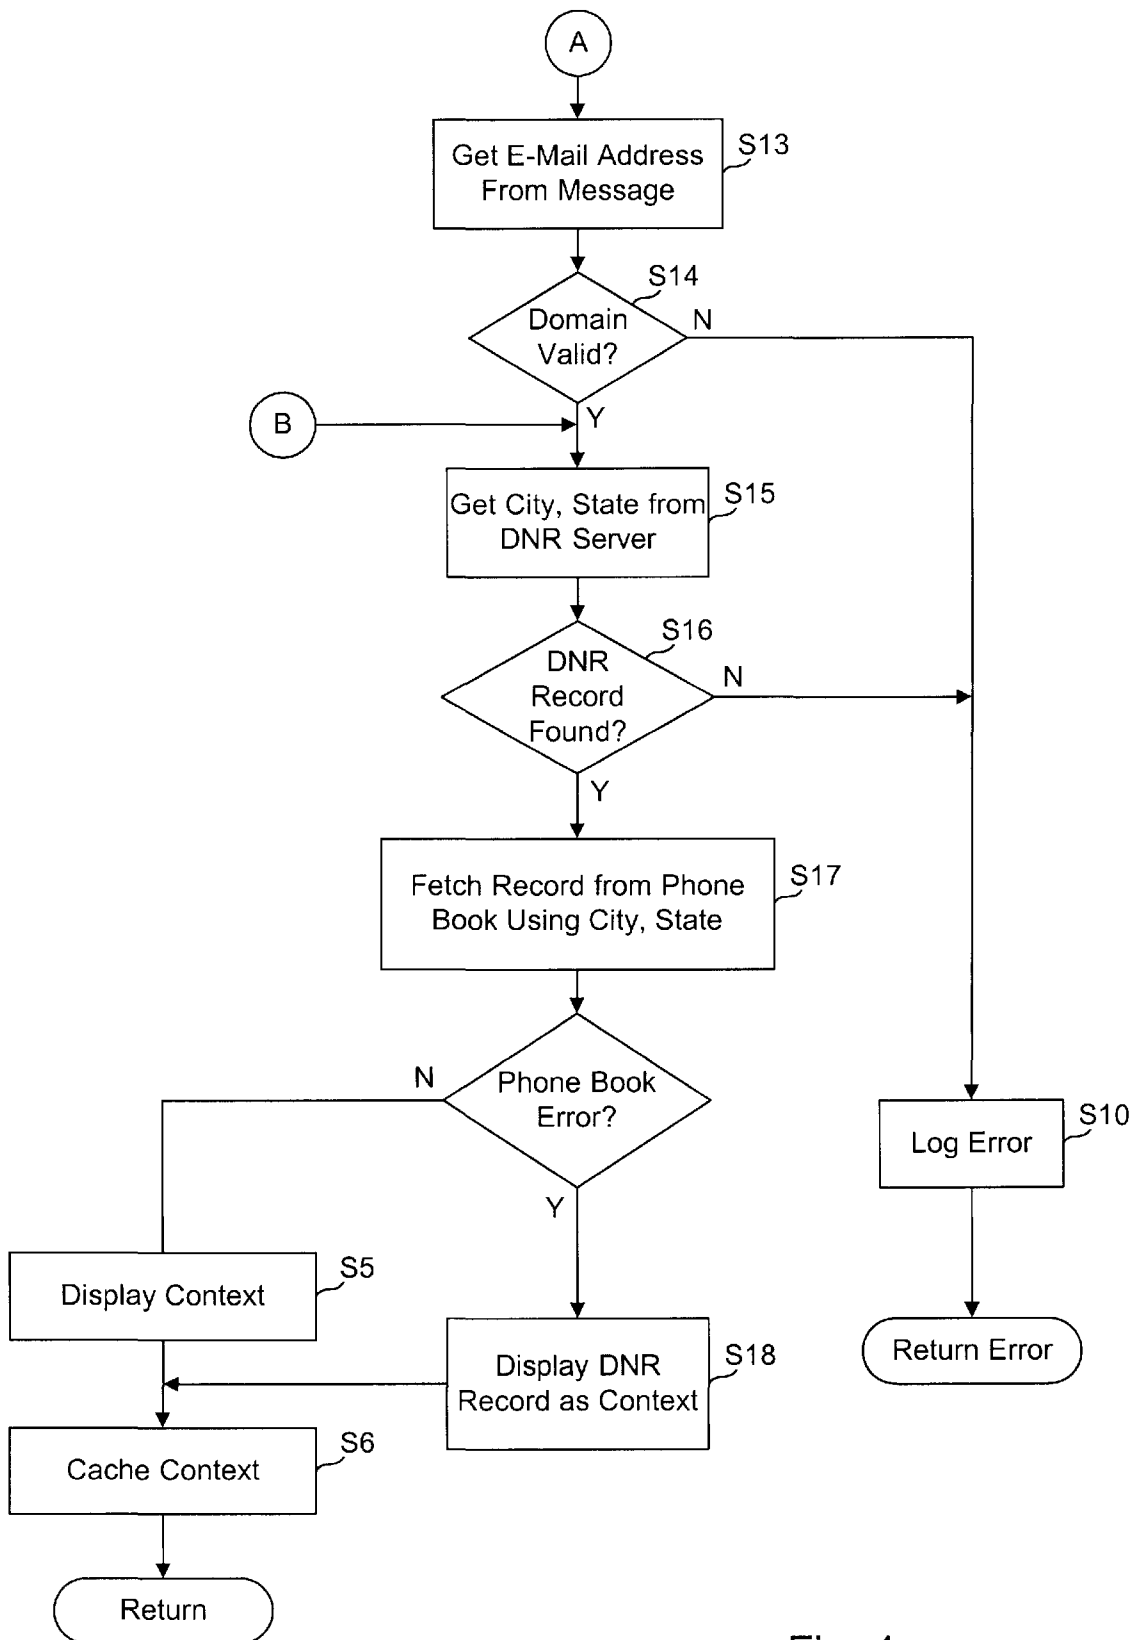 A
Get E-Mail Address
From Message
S13
S14
Domain
Valid?
N
B
Y
Get City, State from
DNR Server
S15
S16
DNR
Record
Found?
N
Y
Fetch Record from Phone
Book Using City, State
S17
N
Phone Book
Error?
Log Error
S10
Y
Display Context
S5
Return Error
Display DNR
Record as Context
S18
Cache Context
S6
Return